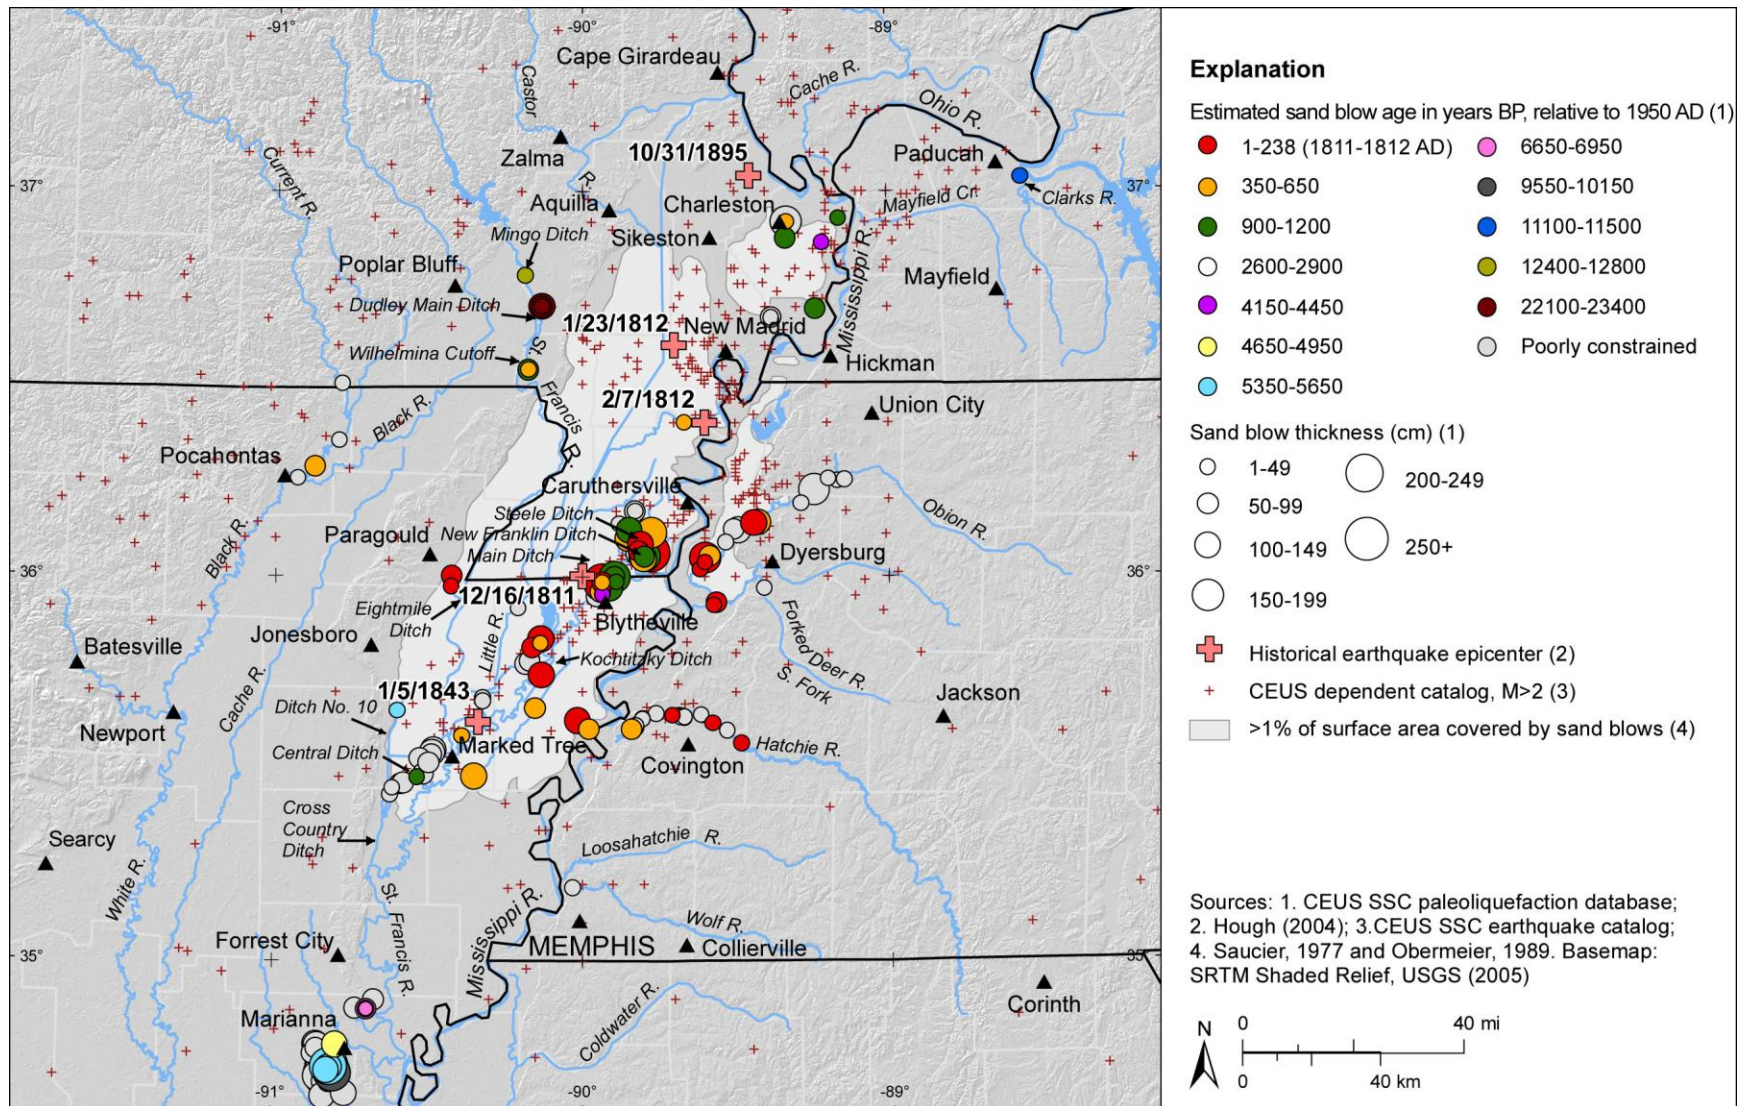 -91°
-90°
-89°
Cape Girardeau
Castor
Cache R.
Ohio R.
Current R.
Zalma
10/31/1895
Paducah
37°
37°
R.
Aquilla
Charleston
Mayfield Cr.
Clarks R.
Mingo Ditch
Sikeston
Poplar Bluff
Mississippi R.
Mayfield
Dudley Main Ditch
1/23/1812
New Madrid
St.
Wilhelmina Cutoff
Hickman
Francis
R.
2/7/1812
Union City
Black R.
Pocahontas
Caruthersville
Steele Ditch
Obion R.
New Franklin Ditch
Black R.
Paragould
Main Ditch
Dyersburg
36°
36°
12/16/1811
Eightmile
Ditch
Blytheville
Little R.
Forked Deer R.
S. Fork
Batesville
Jonesboro
Kochtitzky Ditch
Cache R.
1/5/1843
Jackson
Ditch No. 10
Newport
Marked Tree
Hatchie R.
Central Ditch
Covington
Cross
Country
Ditch
Searcy
Loosahatchie R.
White R.
St. Francis R.
Mississippi R.
Wolf R.
Forrest City
MEMPHIS
Collierville
35°
35°
Coldwater R.
Corinth
Marianna
-91°
-90°
-89°
Explanation
Estimated sand blow age in years BP, relative to 1950 AD (1)
1-238 (1811-1812 AD)
350-650
900-1200
2600-2900
4150-4450
4650-4950
5350-5650
6650-6950
9550-10150
11100-11500
12400-12800
22100-23400
Poorly constrained
Sand blow thickness (cm) (1)
1-49
50-99
100-149
150-199
200-249
250+
Historical earthquake epicenter (2)
CEUS dependent catalog, M>2 (3)
>1% of surface area covered by sand blows (4)
Sources: 1. CEUS SSC paleoliquefaction database;
2. Hough (2004); 3.CEUS SSC earthquake catalog;
4. Saucier, 1977 and Obermeier, 1989. Basemap:
SRTM Shaded Relief, USGS (2005)
N
0
40 mi
0
40 km